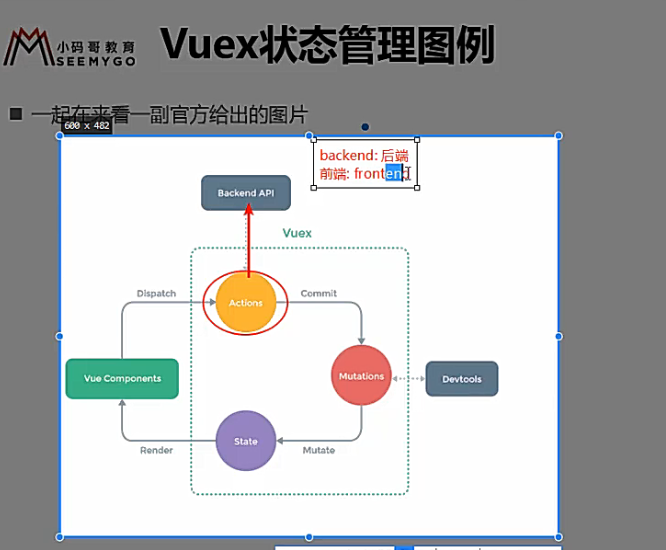 小码哥教育
SEEMYGO
Vuex状态管理图例
一起在来看一副官方给出的图片
600 x 482
backend: 后端
前端: frontend
Backend API
Vuex
Dispatch
Actions
Commit
Vue Components
Mutations
Devtools
State
Render
Mutate